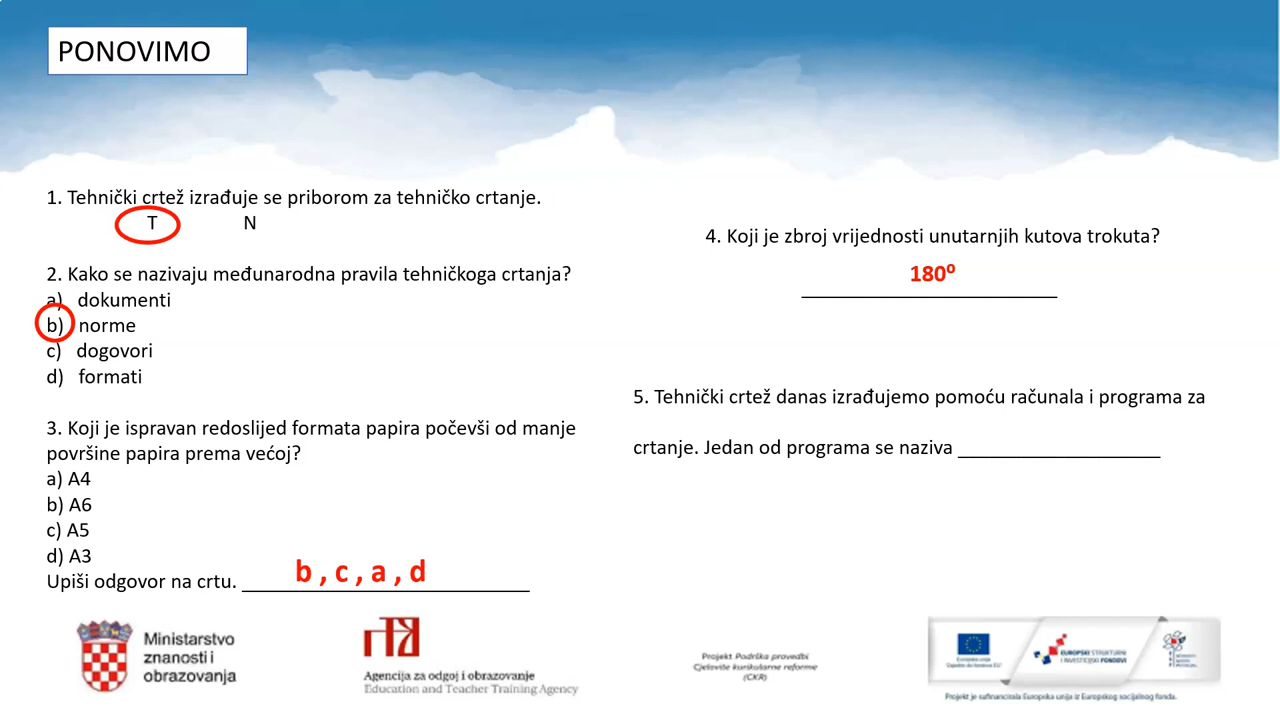 PONOVIMO
1. Tehnički crtež izrađuje se priborom za tehničko crtanje.
T N
2. Kako se nazivaju međunarodna pravila tehničkoga crtanja?
a) dokumenti
b) norme
c) dogovori
d) formati
3. Koji je ispravan redoslijed formata papira počevši od manje
površine papira prema većoj?
a) A4
b) A6
c) A5
d) A3
Upiši odgovor na crtu. b , c , a , d
4. Koji je zbroj vrijednosti unutarnjih kutova trokuta?
180⁰
5. Tehnički crtež danas izrađujemo pomoću računala i programa za
crtanje. Jedan od programa se naziva ____________________
Ministarstvo
znanosti i
obrazovanja
Agencija za odgoj i obrazovanje
Education and Teacher Training Agency
Projekt Podrška provedbi
Cjelovite kurikularne reforme
(CKR)
EUROPSKI STRUKTURNI
I INVESTICIJSKI FONDOVI
Projekt je sufinancirala Europska unija iz Europskog socijalnog fonda.